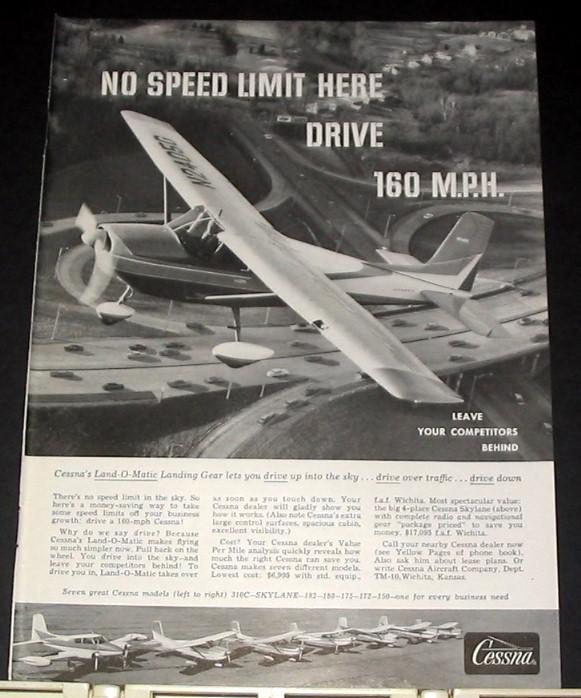 NO SPEED LIMIT HERE
DRIVE
160 M.P.H.
LEAVE
YOUR COMPETITORS
BEHIND
Cessna's Land-O-Matic Landing Gear lets you drive up into the sky . . . drive over traffic . . . drive down
There's no speed limit in the sky. So
here's a money-saving way to take
some speed limits off your business
growth: drive a 160-mph Cessna!
Why do we say drive? Because
Cessna's Land-O-Matic makes flying
so much simpler now. Pull back on the
wheel. You drive into the sky—and
leave your competitors behind! To
drive you in, Land-O-Matic takes over
as soon as you touch down. Your
Cessna dealer will gladly show you
how it works. (Also note Cessna's extra
large control surfaces, spacious cabin,
excellent visibility.)
Cost? Your Cessna dealer's Value
Per Mile analysis quickly reveals how
much the right Cessna can save you.
Cessna makes seven different models.
Lowest cost: $6,995 with std. equip.,
f.a.f. Wichita. Most spectacular value:
the big 4-place Cessna Skylane (above)
with complete radio and navigational
gear "package priced" to save you
money. $17,095 f.a.f. Wichita.
Call your nearby Cessna dealer now
(see Yellow Pages of phone book).
Also ask him about lease plans. Or
write Cessna Aircraft Company, Dept.
TM-10, Wichita, Kansas.
Seven great Cessna models (left to right) 310C—SKYLANE—182—180—175—172—150—one for every business need
Cessna